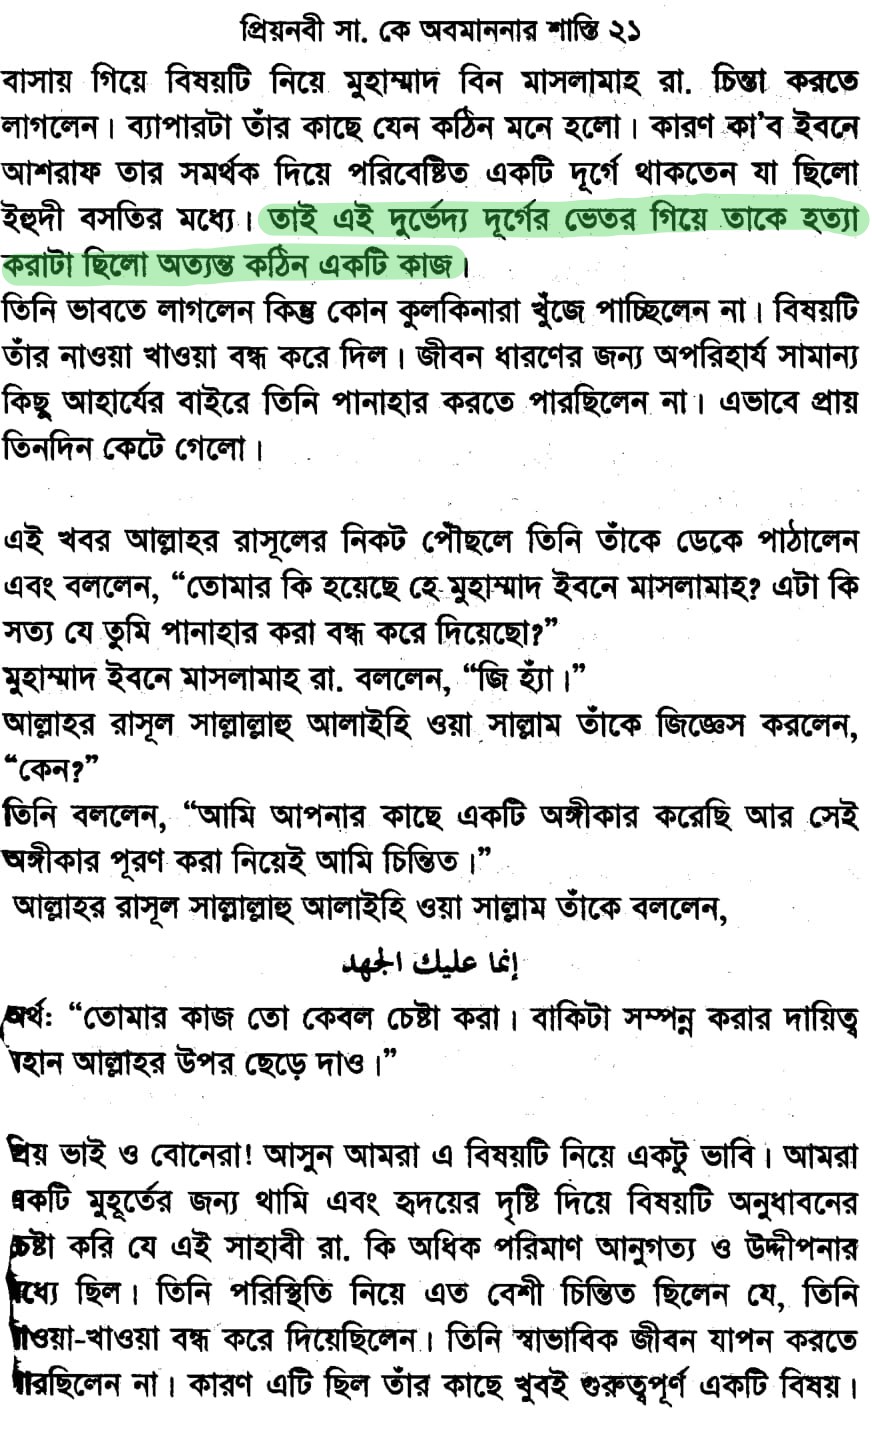 প্রিয়নবী সা. কে অবমাননার শাস্তি ২১
বাসায় গিয়ে বিষয়টি নিয়ে মুহাম্মাদ বিন মাসলামাহ রা. চিন্তা করতে
লাগলেন। ব্যাপারটা তাঁর কাছে যেন কঠিন মনে হলো। কারণ কা’ব ইবনে
আশরাফ তার সমর্থক দিয়ে পরিবেষ্টিত একটি দূর্গে থাকতেন যা ছিলো
ইহুদী বসতির মধ্যে। তাই এই দুর্ভেদ্য দূর্গের ভেতর গিয়ে তাকে হত্যা
করাটা ছিলো অত্যন্ত কঠিন একটি কাজ।
তিনি ভাবতে লাগলেন কিন্তু কোন কুলকিনারা খুঁজে পাচ্ছিলেন না। বিষয়টি
তাঁর নাওয়া খাওয়া বন্ধ করে দিল। জীবন ধারণের জন্য অপরিহার্য সামান্য
কিছু আহার্যের বাইরে তিনি পানাহার করতে পারছিলেন না। এভাবে প্রায়
তিনদিন কেটে গেলো।
এই খবর আল্লাহর রাসূলের নিকট পৌঁছলে তিনি তাঁকে ডেকে পাঠালেন
এবং বললেন, “তোমার কি হয়েছে হে মুহাম্মাদ ইবনে মাসলামাহ? এটা কি
সত্য যে তুমি পানাহার করা বন্ধ করে দিয়েছো?”
মুহাম্মাদ ইবনে মাসলামাহ রা. বললেন, “জি হ্যাঁ।”
আল্লাহর রাসূল সাল্লাল্লাহু আলাইহি ওয়া সাল্লাম তাঁকে জিজ্ঞেস করলেন,
“কেন?”
তিনি বললেন, “আমি আপনার কাছে একটি অঙ্গীকার করেছি আর সেই
অঙ্গীকার পূরণ করা নিয়েই আমি চিন্তিত।”
আল্লাহর রাসূল সাল্লাল্লাহু আলাইহি ওয়া সাল্লাম তাঁকে বললেন,
إنما عليك الجهد
অর্থ: “তোমার কাজ তো কেবল চেষ্টা করা। বাকিটা সম্পন্ন করার দায়িত্ব
মহান আল্লাহর উপর ছেড়ে দাও।”
প্রিয় ভাই ও বোনেরা! আসুন আমরা এ বিষয়টি নিয়ে একটু ভাবি। আমরা
একটি মুহূর্তের জন্য থামি এবং হৃদয়ের দৃষ্টি দিয়ে বিষয়টি অনুধাবনের
চেষ্টা করি যে এই সাহাবী রা. কি অধিক পরিমাণ আনুগত্য ও উদ্দীপনার
মধ্যে ছিল। তিনি পরিস্থিতি নিয়ে এত বেশী চিন্তিত ছিলেন যে, তিনি
নাওয়া-খাওয়া বন্ধ করে দিয়েছিলেন। তিনি স্বাভাবিক জীবন যাপন করতে
পারছিলেন না। কারণ এটি ছিল তাঁর কাছে খুবই গুরুত্বপূর্ণ একটি বিষয়।